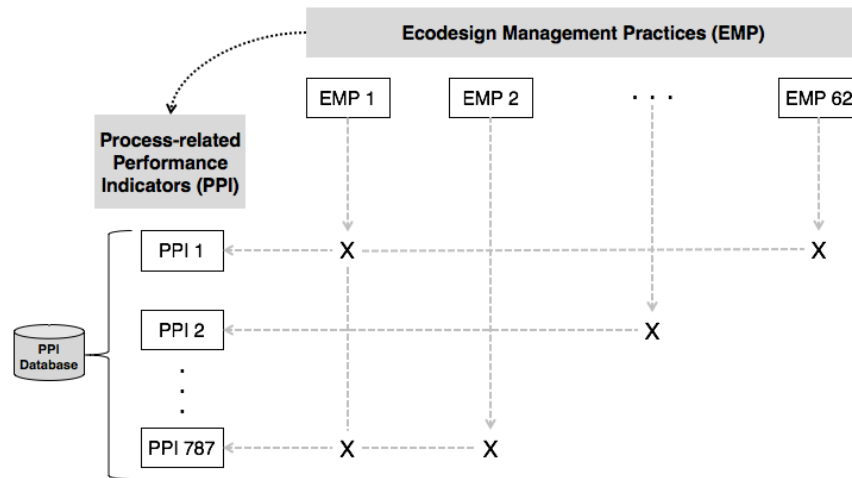 Ecodesign Management Practices (EMP)
EMP 1
EMP 2
. . .
EMP 62
Process-related
Performance
Indicators (PPI)
PPI 1
X
X
PPI 2
X
PPI
Database
.
.
.
PPI 787
X
X